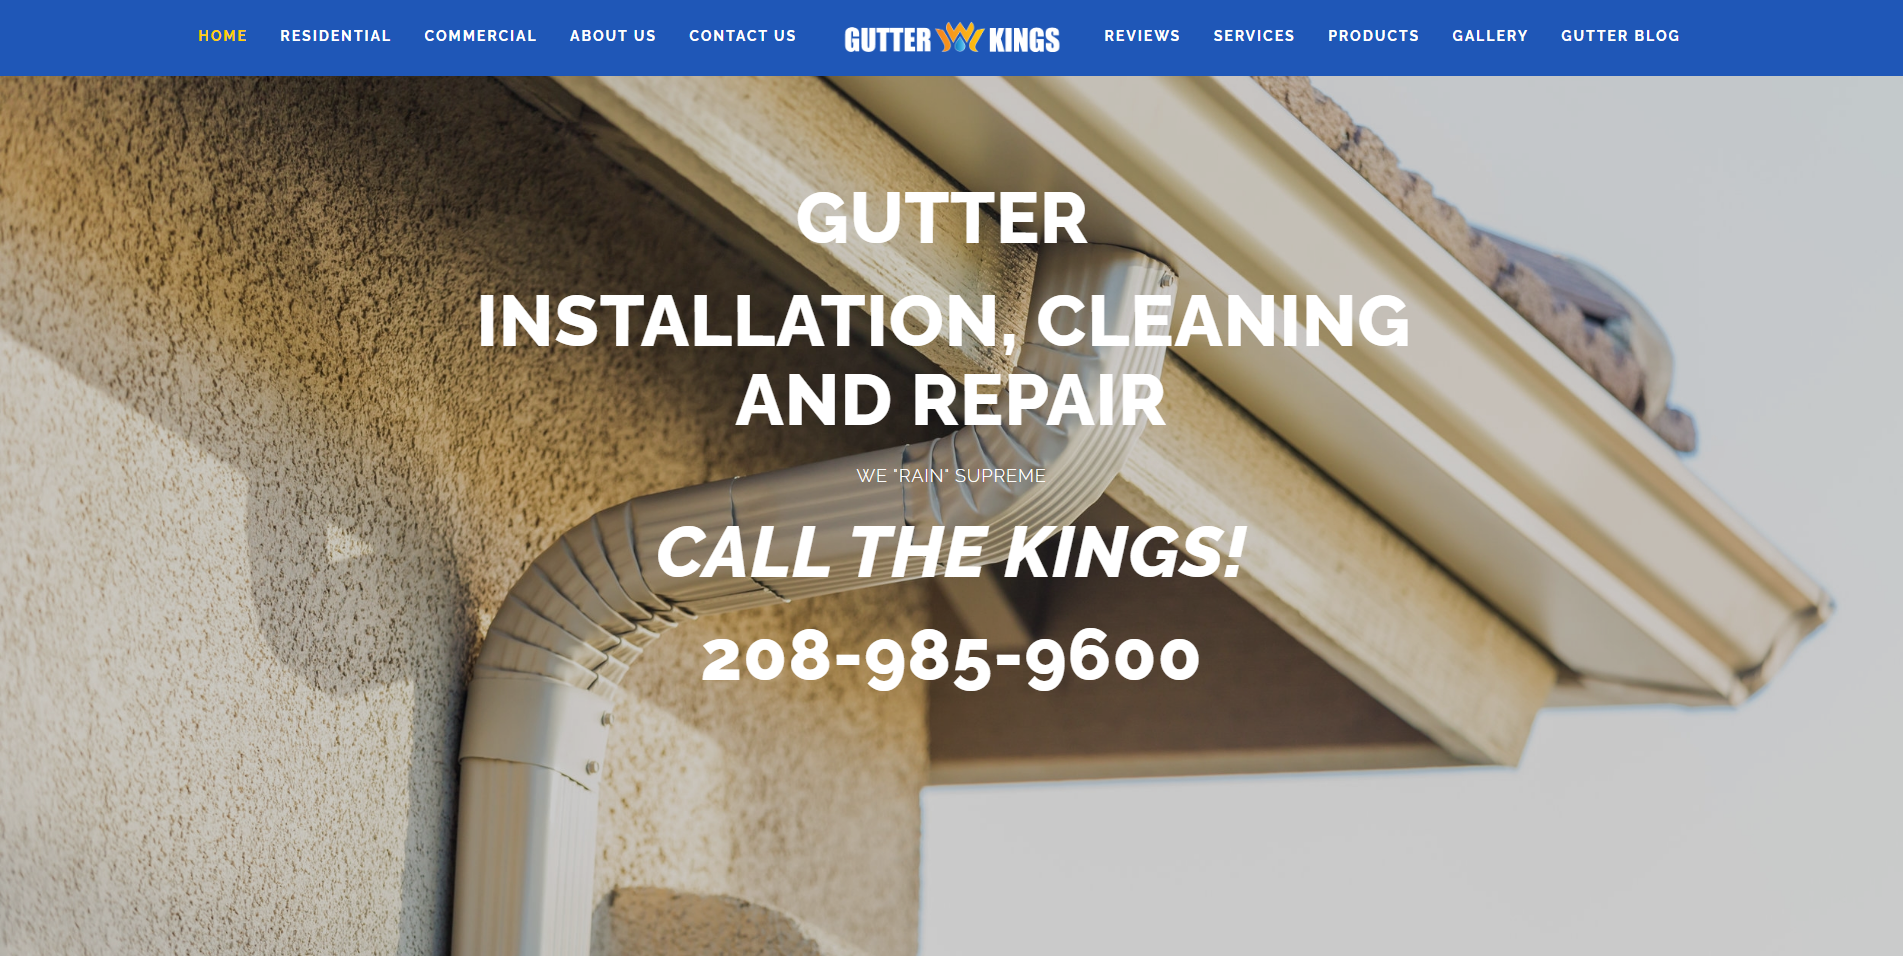 HOME RESIDENTIAL COMMERCIAL ABOUT US CONTACT US GUTTER KINGS REVIEWS SERVICES PRODUCTS GALLERY GUTTER BLOG
GUTTER
INSTALLATION, CLEANING
AND REPAIR
WE "RAIN" SUPREME
CALL THE KINGS!
208-985-9600